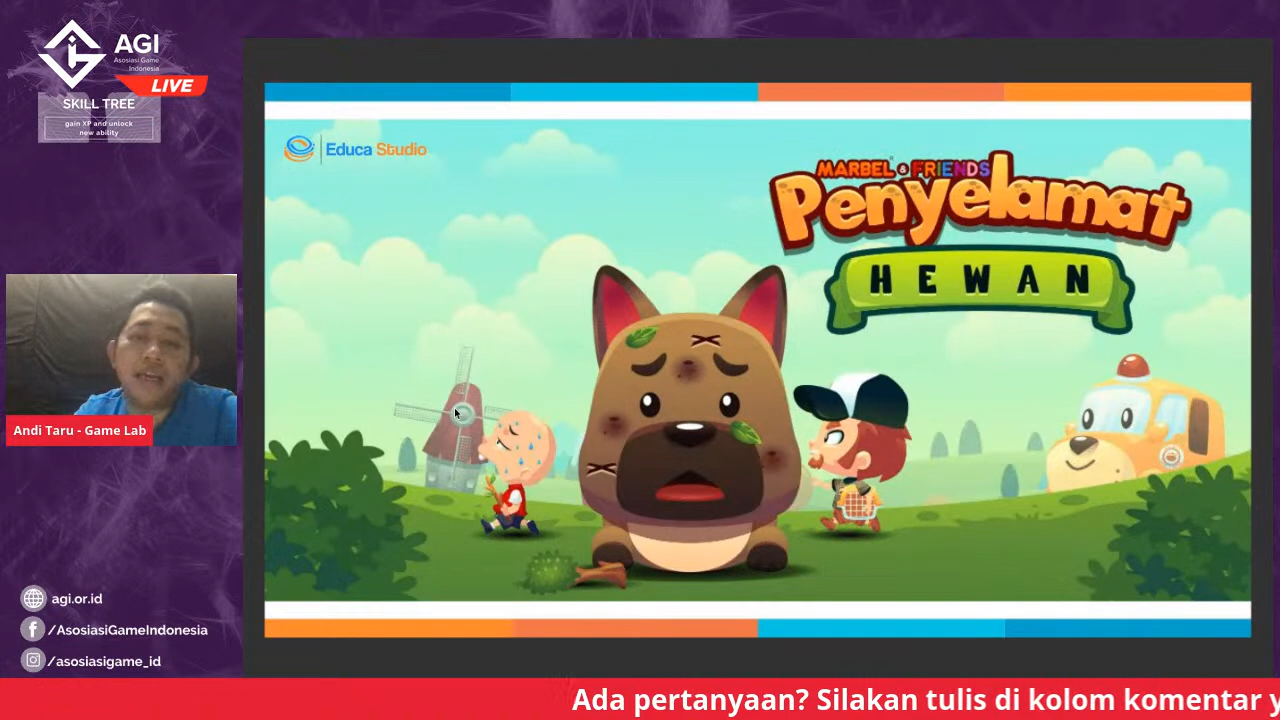 AGI
Asosiasi Game
Indonesia
LIVE
SKILL TREE
gain XP and unlock
new ability
Educa Studio
MARBEL & FRIENDS
Penyelamat
HEWAN
Andi Taru - Game Lab
agi.or.id
/AsosiasiGameIndonesia
/asosiasigame_id
Ada pertanyaan? Silakan tulis di kolom komentar y